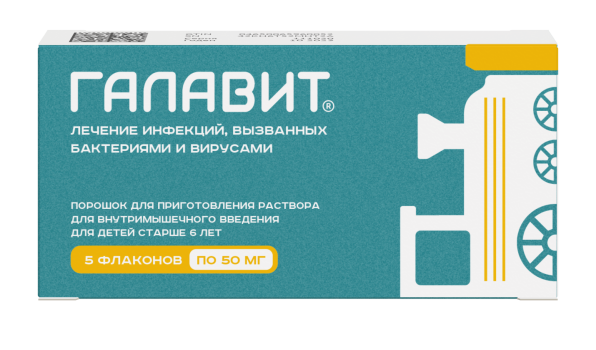 ГАЛАВИТ®
ЛЕЧЕНИЕ ИНФЕКЦИЙ, ВЫЗВАННЫХ
БАКТЕРИЯМИ И ВИРУСАМИ
ПОРОШОК ДЛЯ ПРИГОТОВЛЕНИЯ РАСТВОРА
ДЛЯ ВНУТРИМЫШЕЧНОГО ВВЕДЕНИЯ
ДЛЯ ДЕТЕЙ СТАРШЕ 6 ЛЕТ
5 ФЛАКОНОВ ПО 50 МГ